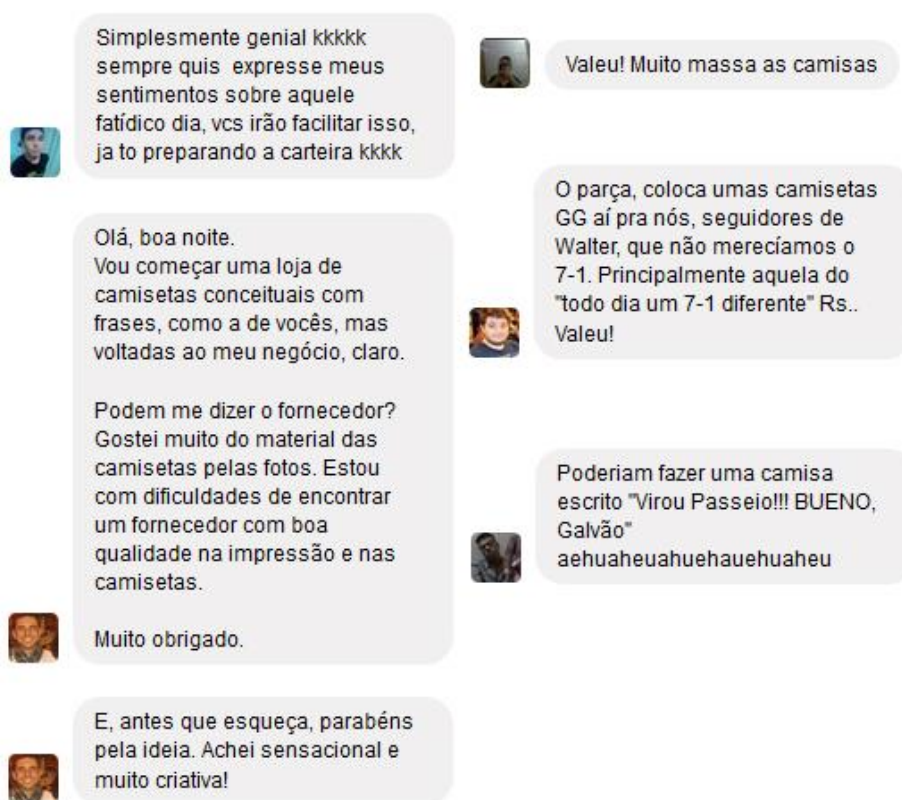 Simplesmente genial kkkkk
sempre quis expresse meus
sentimentos sobre aquele
fatídico dia, vcs irão facilitar isso,
ja to preparando a carteira kkkk
Olá, boa noite.
Vou começar uma loja de
camisetas conceituais com
frases, como a de vocês, mas
voltadas ao meu negócio, claro.
Podem me dizer o fornecedor?
Gostei muito do material das
camisetas pelas fotos. Estou
com dificuldades de encontrar
um fornecedor com boa
qualidade na impressão e nas
camisetas.
Muito obrigado.
E, antes que esqueça, parabéns
pela ideia. Achei sensacional e
muito criativa!
Valeu! Muito massa as camisas
O parça, coloca umas camisetas
GG aí pra nós, seguidores de
Walter, que não merecíamos o
7-1. Principalmente aquela do
"todo dia um 7-1 diferente" Rs..
Valeu!
Poderiam fazer uma camisa
escrito "Virou Passeio!!! BUENO,
Galvão"
aehuaheuahuehauehuaheu